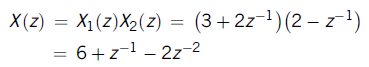 X(z) = X₁(z)X₂(z) = (3 + 2z⁻¹)(2 − z⁻¹)
= 6 + z⁻¹ − 2z⁻²